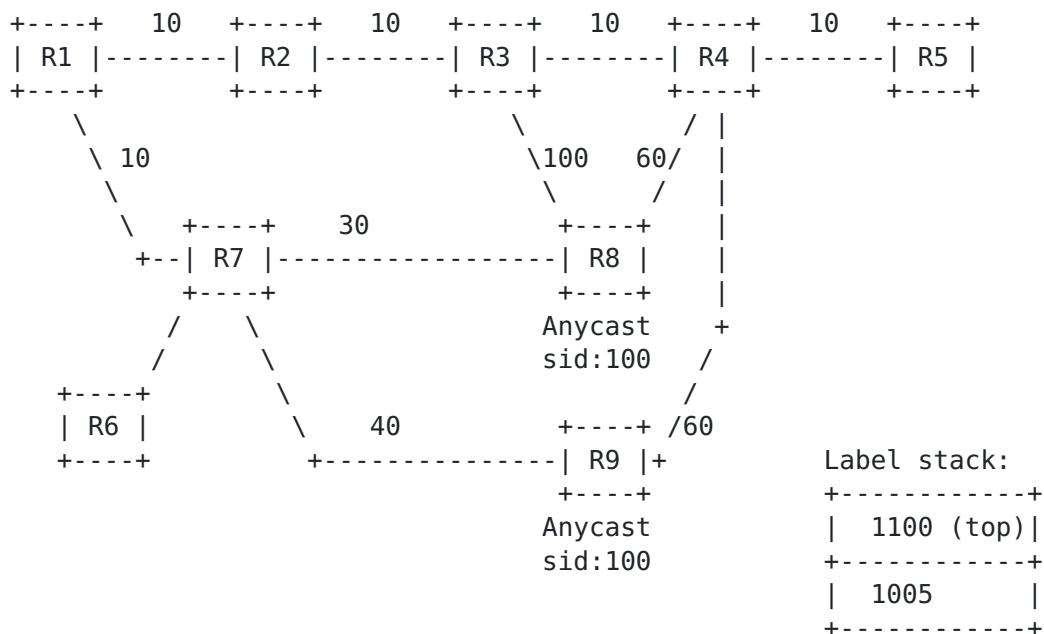 10 10 10 10
R1 R2 R3 R4 R5
10 100 60
30
R7 R8
Anycast
sid:100
R6 40 /60
R9 Label stack:
Anycast 1100 (top)
sid:100
1005